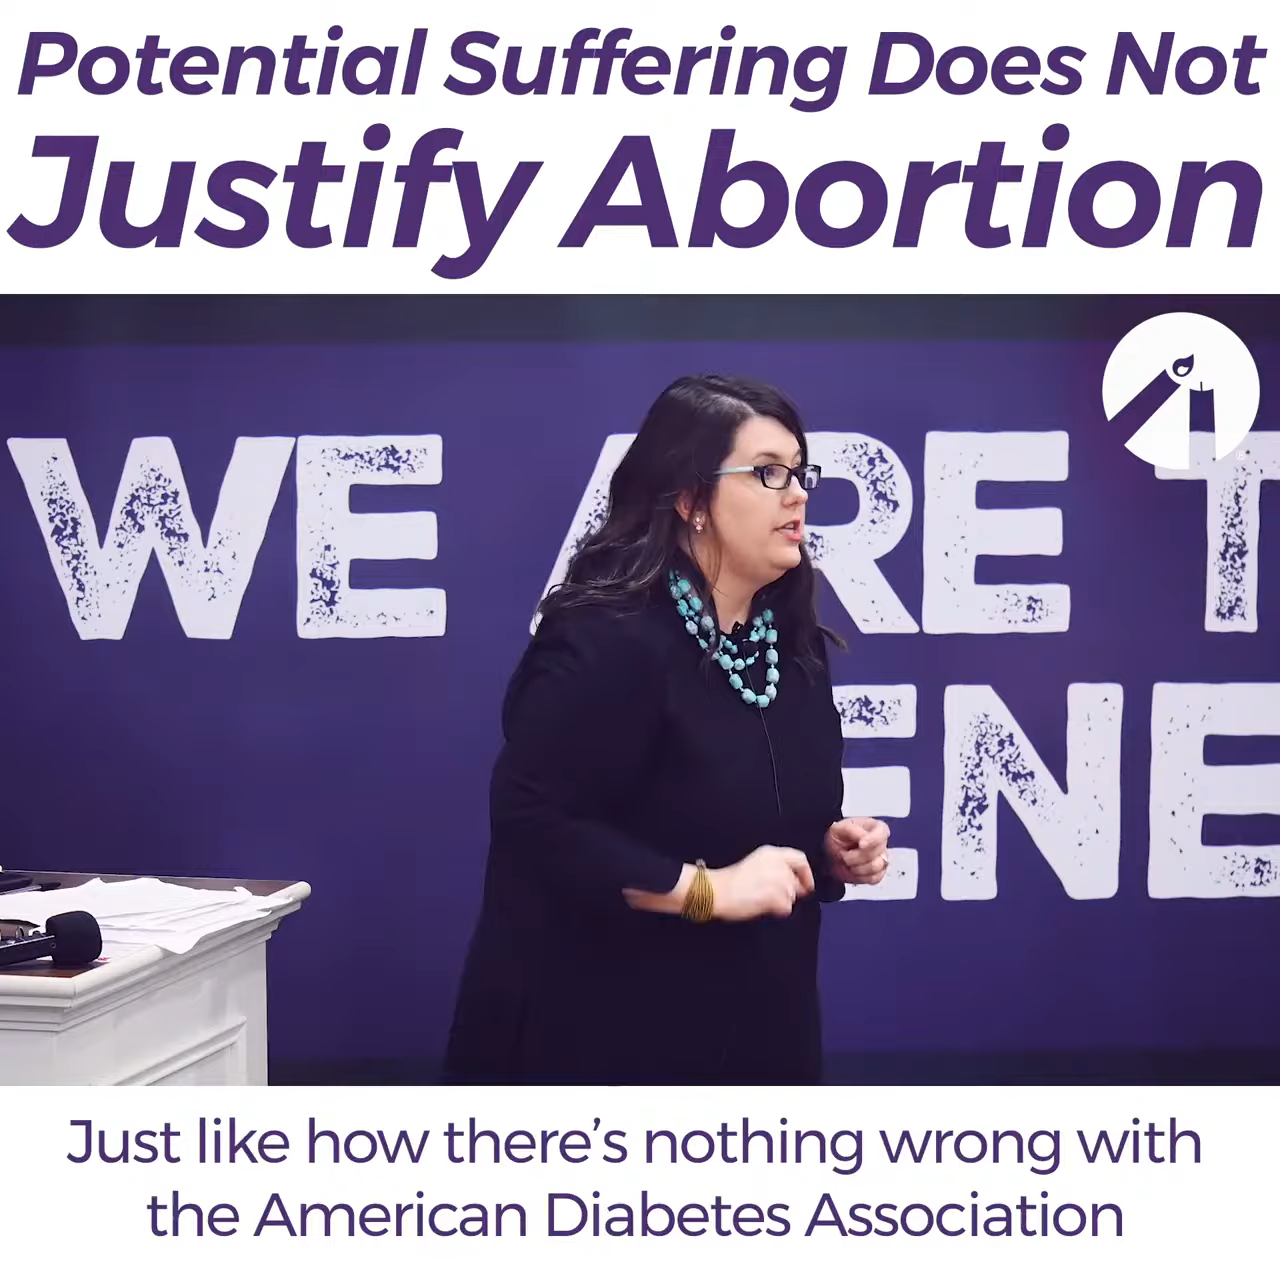 Potential Suffering Does Not
Justify Abortion
WE ARE T
ENE
®
Just like how there’s nothing wrong with
the American Diabetes Association